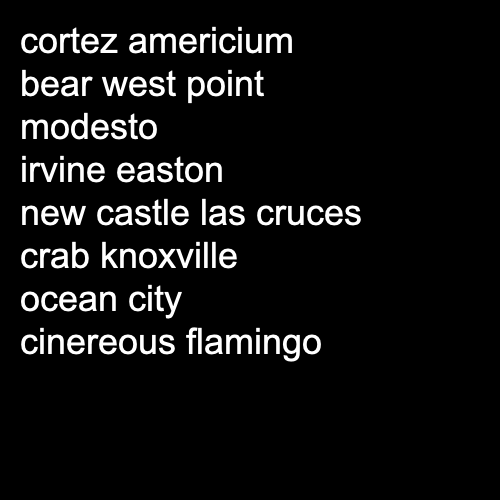 cortez americium
bear west point
modesto
irvine easton
new castle las cruces
crab knoxville
ocean city
cinereous flamingo